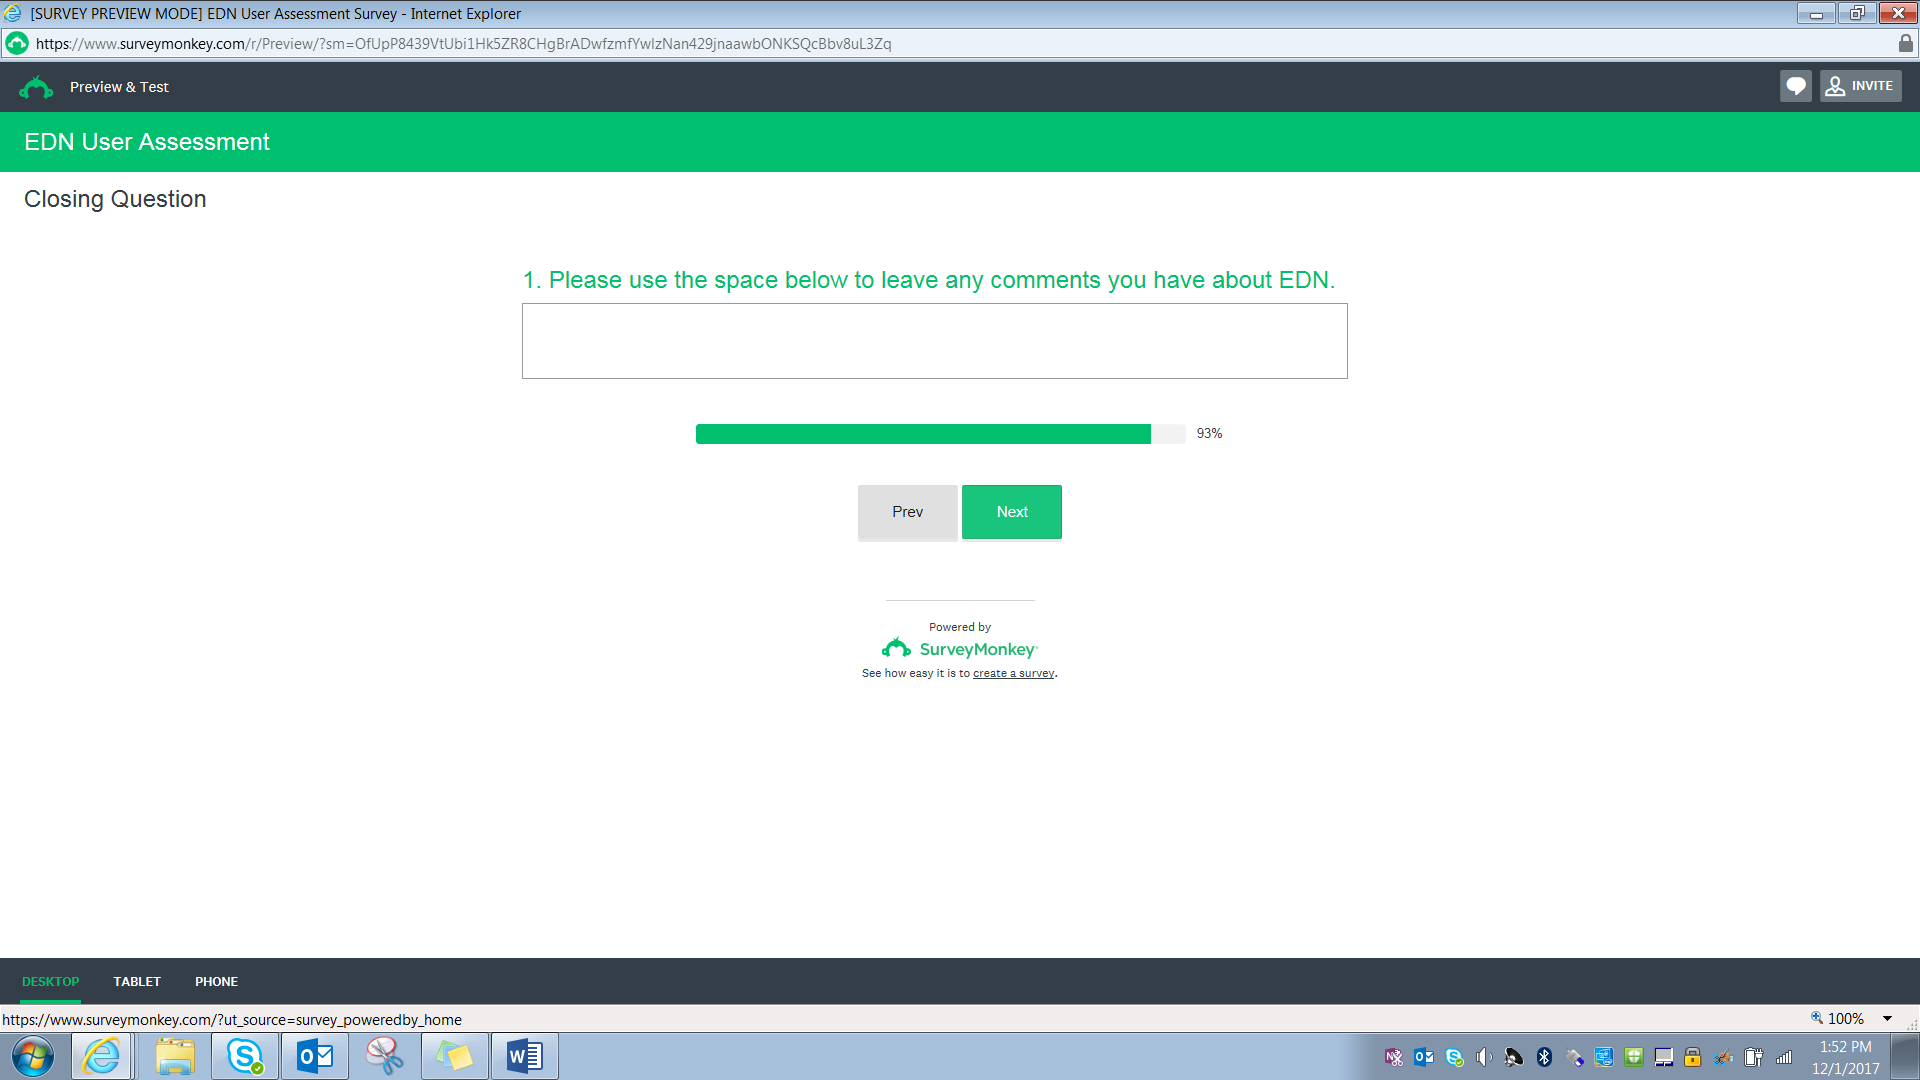 [SURVEY PREVIEW MODE] EDN User Assessment Survey - Internet Explorer
https://www.surveymonkey.com/r/Preview/?sm=OfUpP8439VtUbi1Hk5ZR8CHgBrADwfzmfYwlzNan429jnaawbONKSQcBbv8uL3Zq
Preview & Test
INVITE
EDN User Assessment
Closing Question
1. Please use the space below to leave any comments you have about EDN.
93%
Prev Next
Powered by
SurveyMonkey
See how easy it is to create a survey.
DESKTOP TABLET PHONE
https://www.surveymonkey.com/?ut_source=survey_poweredby_home
100%
1:52 PM
12/1/2017